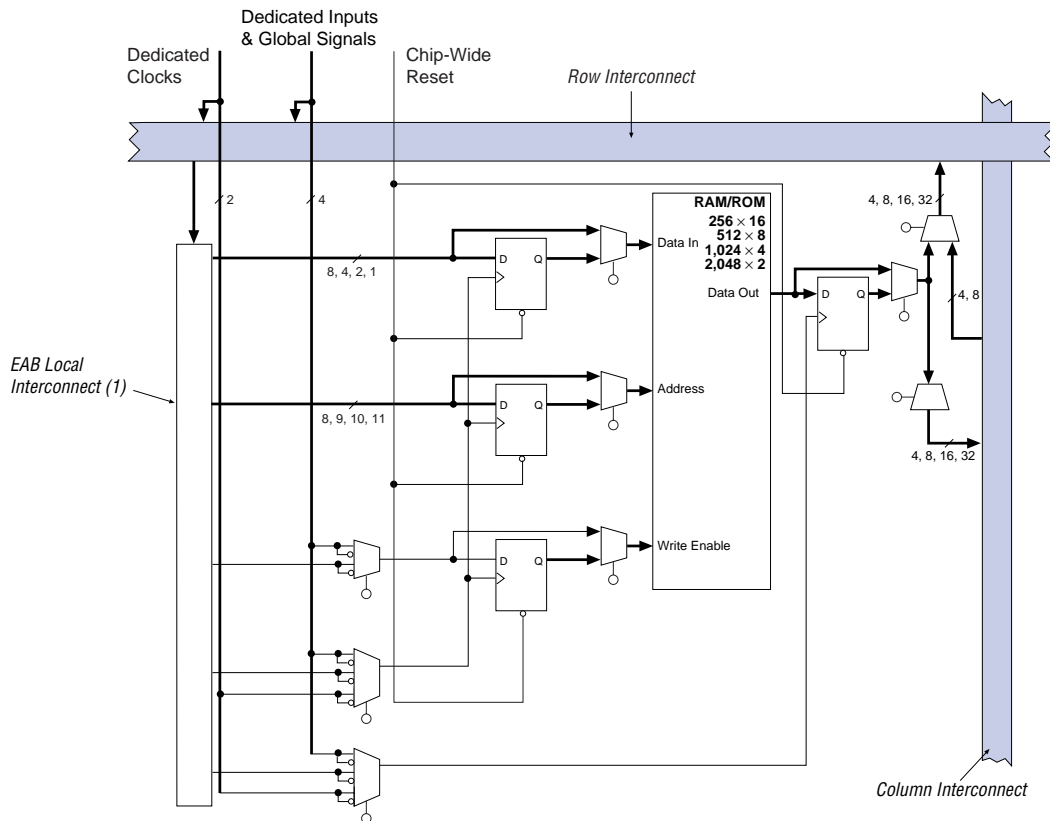 Dedicated Inputs
& Global Signals
Dedicated
Clocks
Chip-Wide
Reset
Row Interconnect
2
4
4, 8, 16, 32
RAM/ROM
256 × 16
512 × 8
1,024 × 4
2,048 × 2
Data In
D
Q
8, 4, 2, 1
Data Out
D
Q
4, 8
EAB Local
Interconnect (1)
Address
D
Q
8, 9, 10, 11
4, 8, 16, 32
Write Enable
D
Q
Column Interconnect